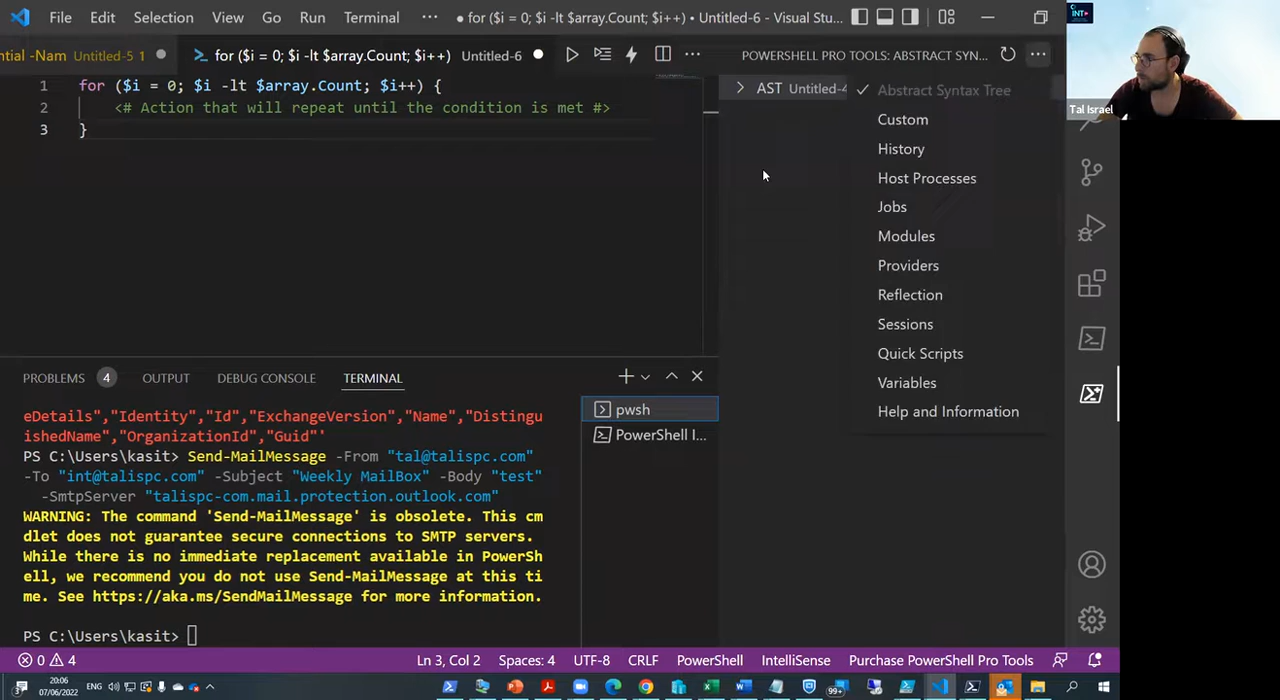 File Edit Selection View Go Run Terminal ··· ● for ($i = 0; $i -lt $array.Count; $i++) { • Untitled-6 - Visual Stu...
ntial -Nam Untitled-5 1
for ($i = 0; $i -lt $array.Count; $i++) { Untitled-6
POWERSHELL PRO TOOLS: ABSTRACT SYN...
1 for ($i = 0; $i -lt $array.Count; $i++) {
2 <# Action that will repeat until the condition is met #>
3 }
AST Untitled-4
Abstract Syntax Tree
Custom
History
Host Processes
Jobs
Modules
Providers
Reflection
Sessions
Quick Scripts
Variables
Help and Information
INT
Tal Israel
PROBLEMS 4 OUTPUT DEBUG CONSOLE TERMINAL
pwsh
PowerShell I...
eDetails","Identity","Id","ExchangeVersion","Name","Distingu
ishedName","OrganizationId","Guid"'
PS C:\Users\kasit> Send-MailMessage -From "tal@talispc.com"
-To "int@talispc.com" -Subject "Weekly MailBox" -Body "test"
-SmtpServer "talispc-com.mail.protection.outlook.com"
WARNING: The command 'Send-MailMessage' is obsolete. This cm
dlet does not guarantee secure connections to SMTP servers.
While there is no immediate replacement available in PowerSh
ell, we recommend you do not use Send-MailMessage at this ti
me. See https://aka.ms/SendMailMessage for more information.
PS C:\Users\kasit>
0 4 Ln 3, Col 2 Spaces: 4 UTF-8 CRLF PowerShell IntelliSense Purchase PowerShell Pro Tools
3 20:06
07/06/2022
ENG
99+